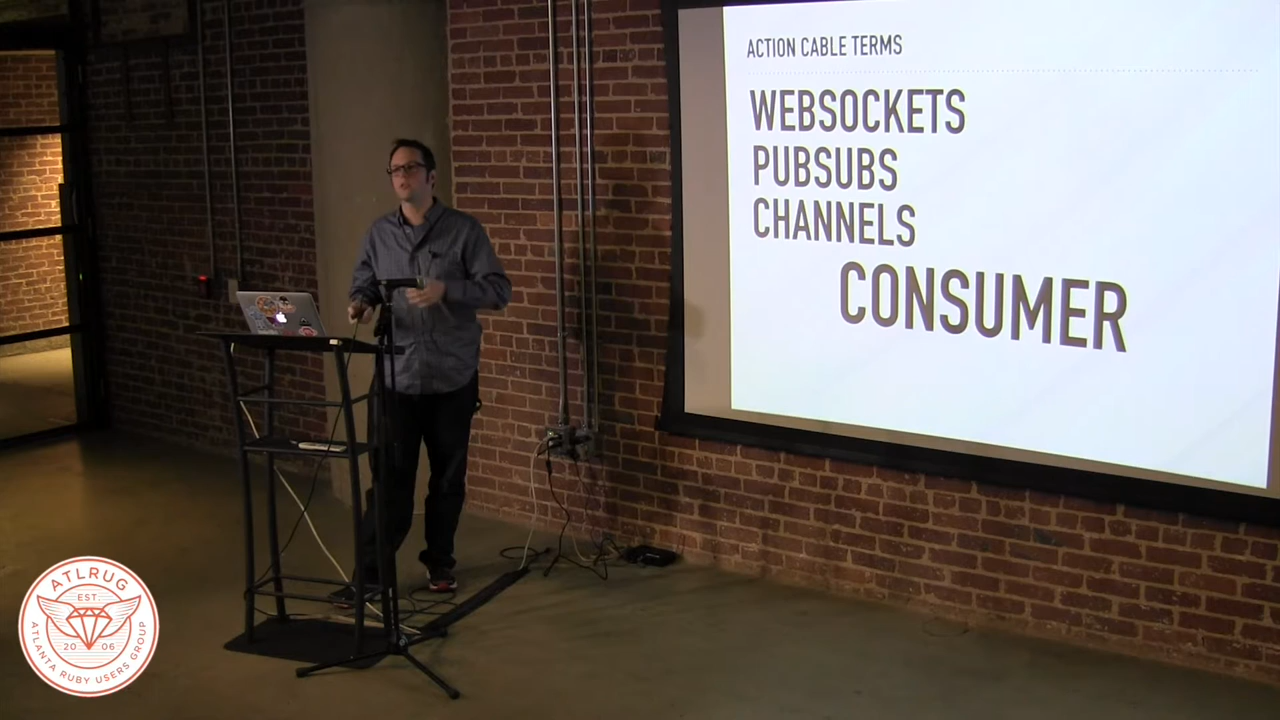 ACTION CABLE TERMS
WEBSOCKETS
PUBSUBS
CHANNELS
CONSUMER
ATLRUG
EST.
20 06
ATLANTA RUBY USERS GROUP